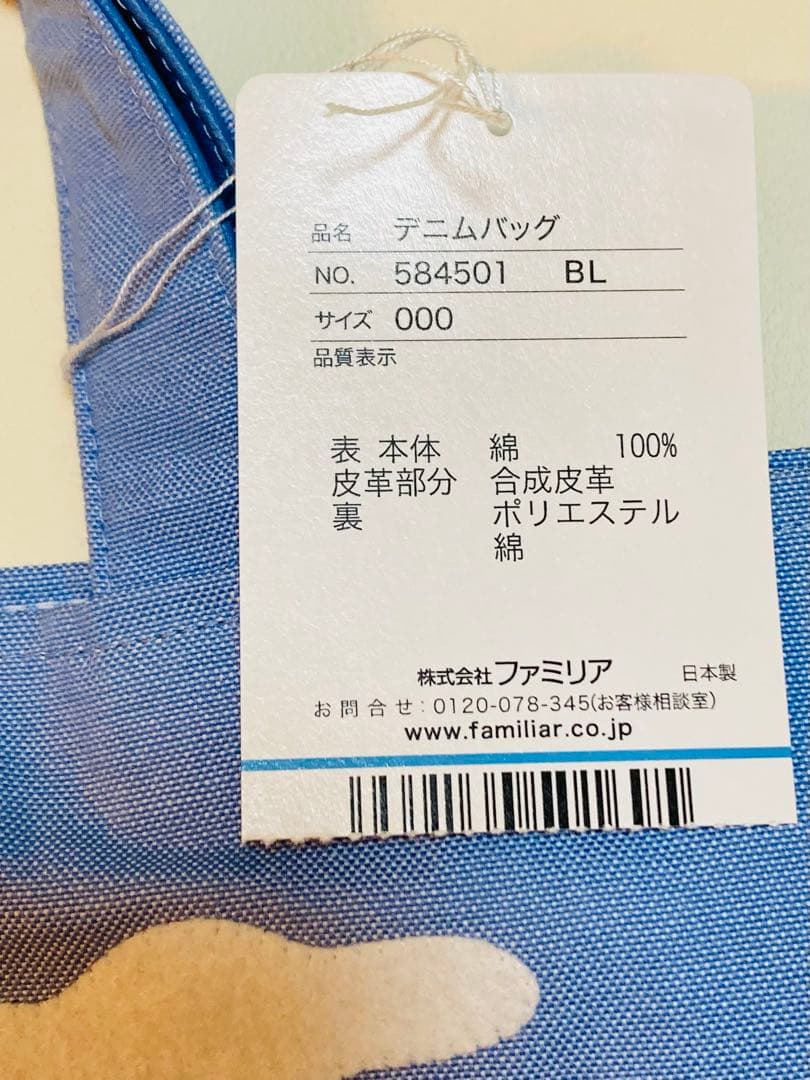 品名 デニムバッグ
NO. 584501 BL
サイズ 000
品質表示
表 本体 綿 100%
皮革部分 合成皮革
裏 ポリエステル
綿
株式会社ファミリア 日本製
お問合せ:0120-078-345(お客様相談室)
www.familiar.co.jp